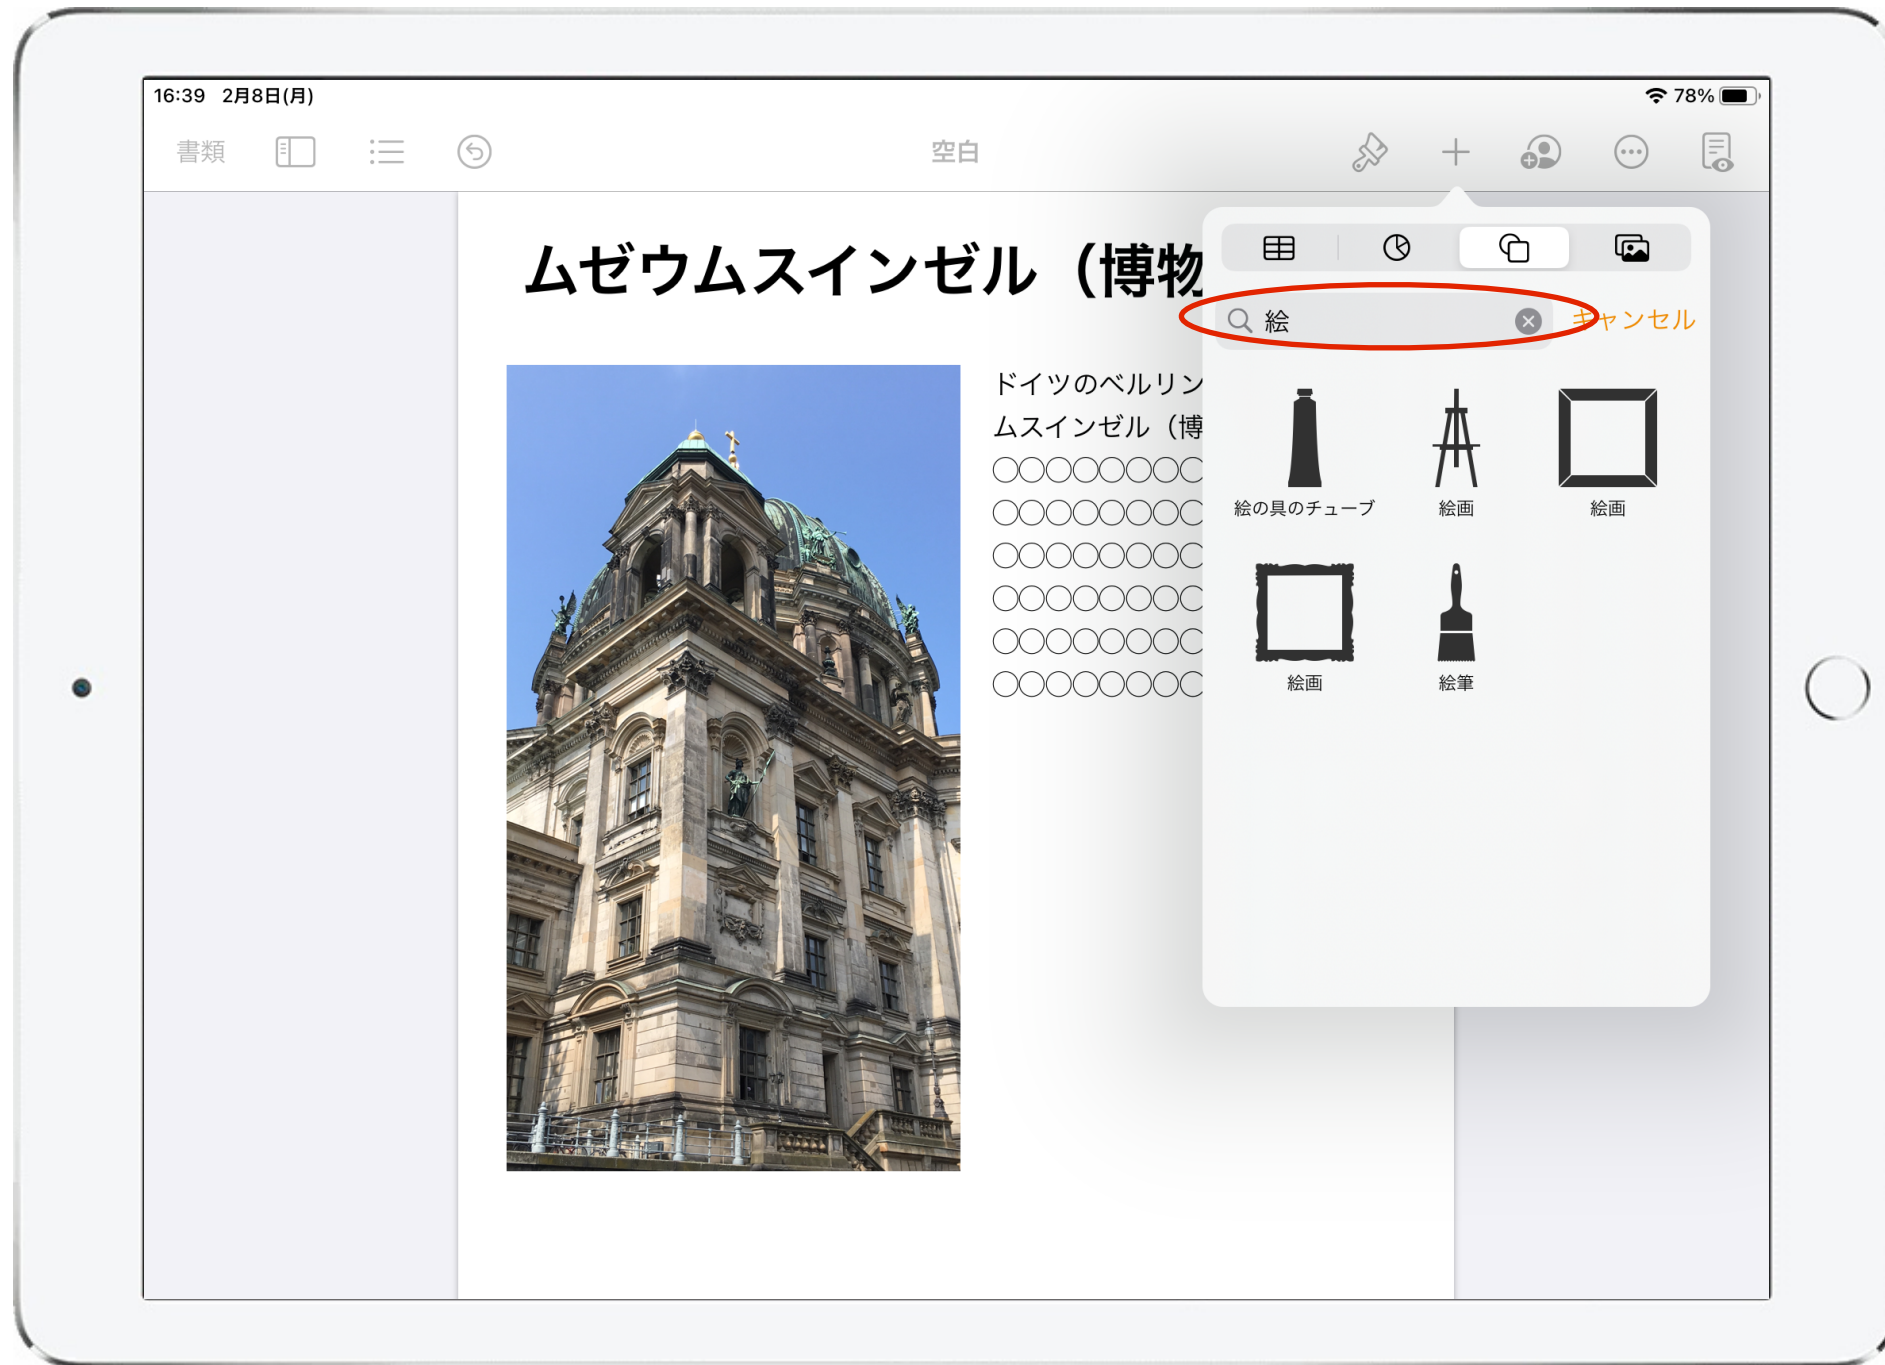 16:39 2月8日(月)
78%
書類
空白
ムゼウムスインゼル（博物
絵
キャンセル
ドイツのベルリン
ムスインゼル（博
〇〇〇〇〇〇〇〇
〇〇〇〇〇〇〇〇
〇〇〇〇〇〇〇〇
〇〇〇〇〇〇〇〇
〇〇〇〇〇〇〇〇
〇〇〇〇〇〇〇〇
絵の具のチューブ
絵画
絵画
絵画
絵筆